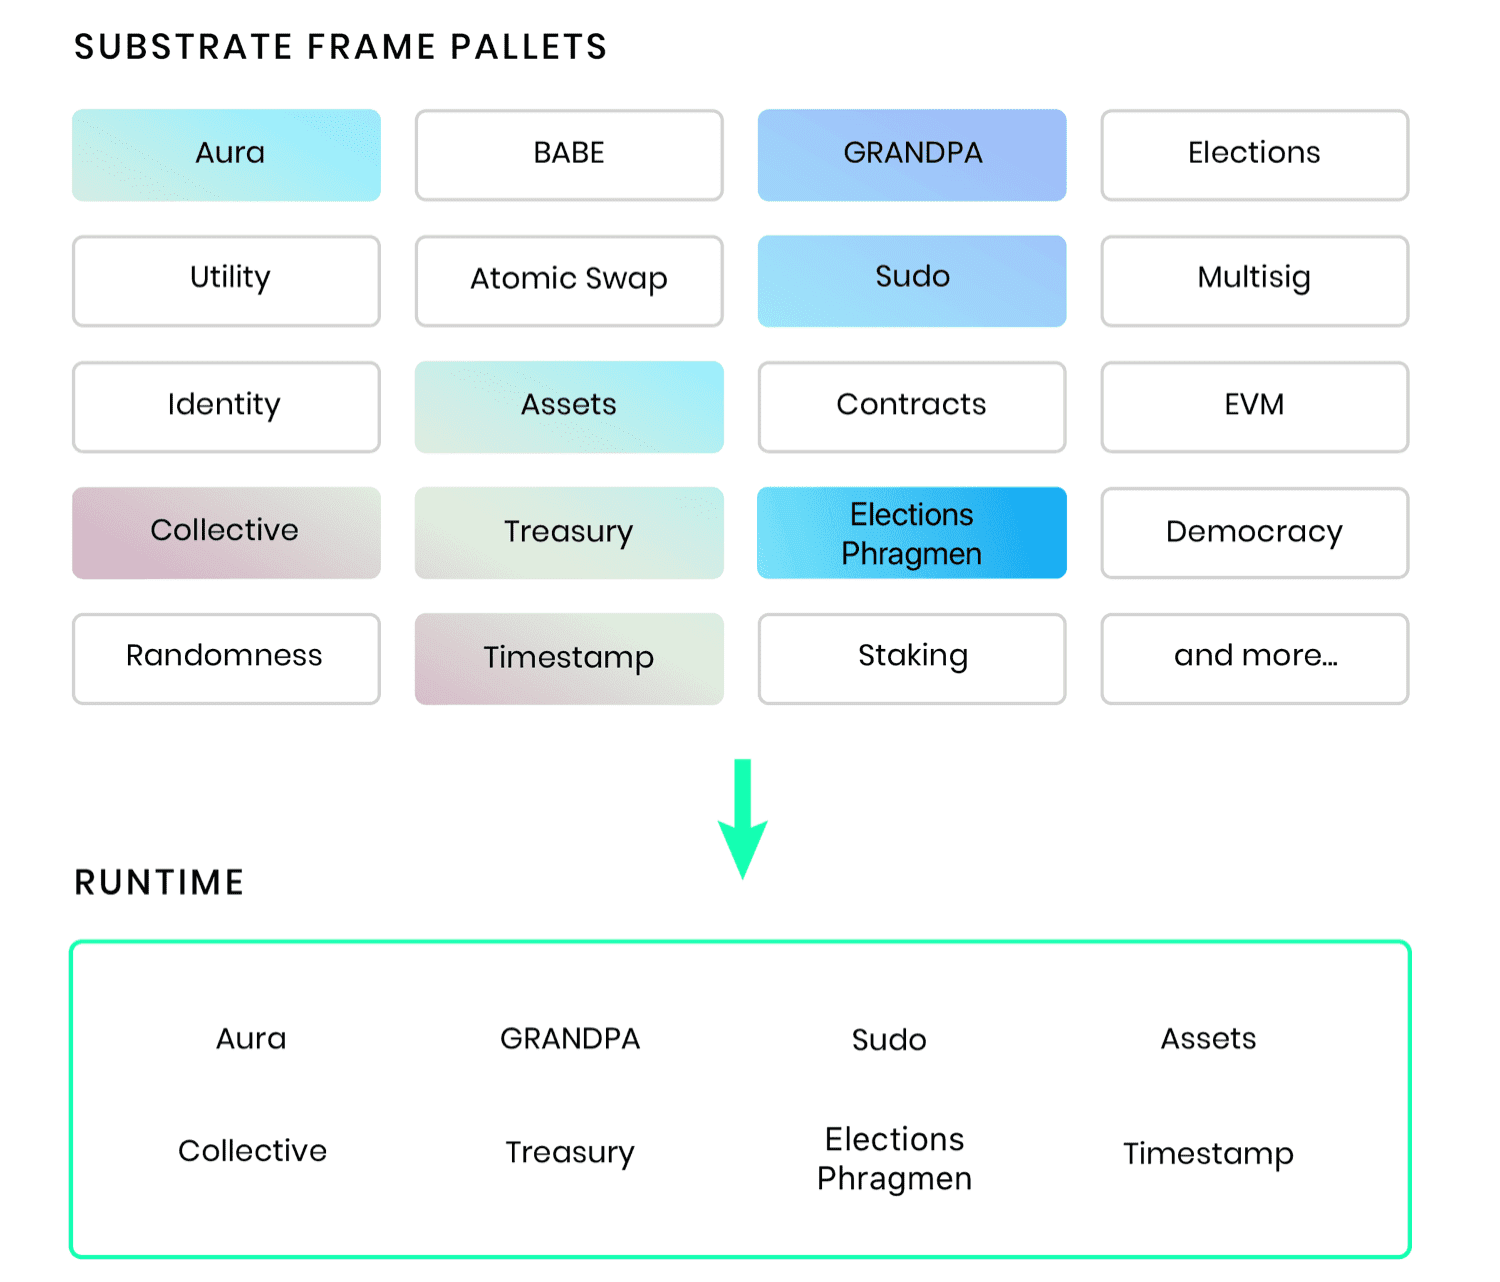 SUBSTRATE FRAME PALLETS
Aura
BABE
GRANDPA
Elections
Utility
Atomic Swap
Sudo
Multisig
Identity
Assets
Contracts
EVM
Collective
Treasury
Elections
Phragmen
Democracy
Randomness
Timestamp
Staking
and more...
RUNTIME
Aura
GRANDPA
Sudo
Assets
Collective
Treasury
Elections
Phragmen
Timestamp